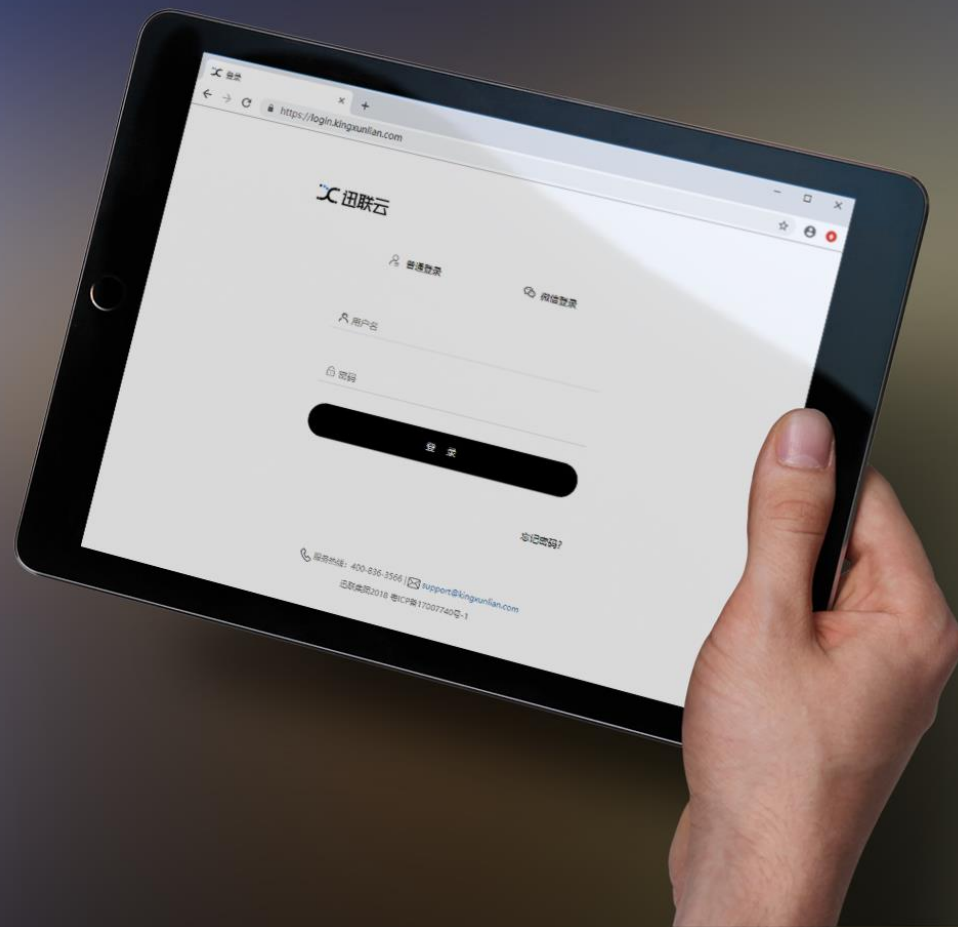 登录
https://login.kingxunlian.com
迅联云
普通登录 微信登录
用户名
密码
登 录
忘记密码?
服务热线：400-836-3566 | support@kingxunlian.com
迅联集团2018 粤ICP备17007740号-1